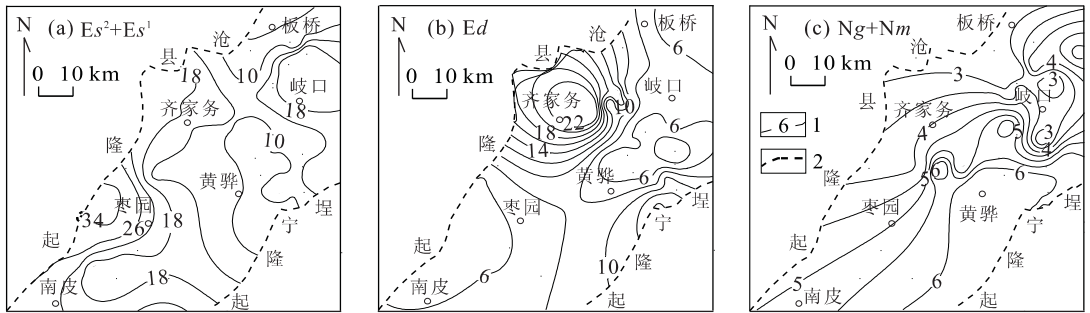 N
(a) Es²+Es¹
0 10 km
沧
县
隆
起
板桥
10
18
岐口
18
齐家务
10
黄骅
34
枣园
26
18
18
南皮
埕
宁
隆
起
N
(b) Ed
0 10 km
沧
县
隆
起
板桥
6
岐口
齐家务
10
22
18
14
6
黄骅
6
枣园
10
6
南皮
埕
宁
隆
起
N
(c) Ng+Nm
0 10 km
沧
县
隆
起
板桥
4
3
3
岐口
齐家务
4
5
3
4
6
5
6
枣园
黄骅
6
5
南皮
埕
宁
隆
起
6 1
2